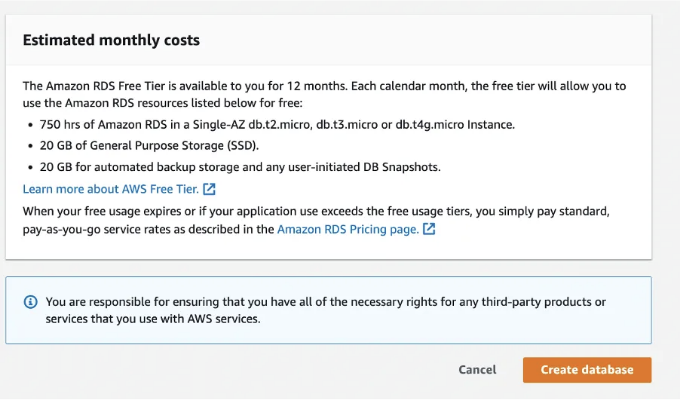 Estimated monthly costs
The Amazon RDS Free Tier is available to you for 12 months. Each calendar month, the free tier will allow you to
use the Amazon RDS resources listed below for free:
• 750 hrs of Amazon RDS in a Single-AZ db.t2.micro, db.t3.micro or db.t4g.micro Instance.
• 20 GB of General Purpose Storage (SSD).
• 20 GB for automated backup storage and any user-initiated DB Snapshots.
Learn more about AWS Free Tier.
When your free usage expires or if your application use exceeds the free usage tiers, you simply pay standard,
pay-as-you-go service rates as described in the Amazon RDS Pricing page.
You are responsible for ensuring that you have all of the necessary rights for any third-party products or
services that you use with AWS services.
Cancel Create database